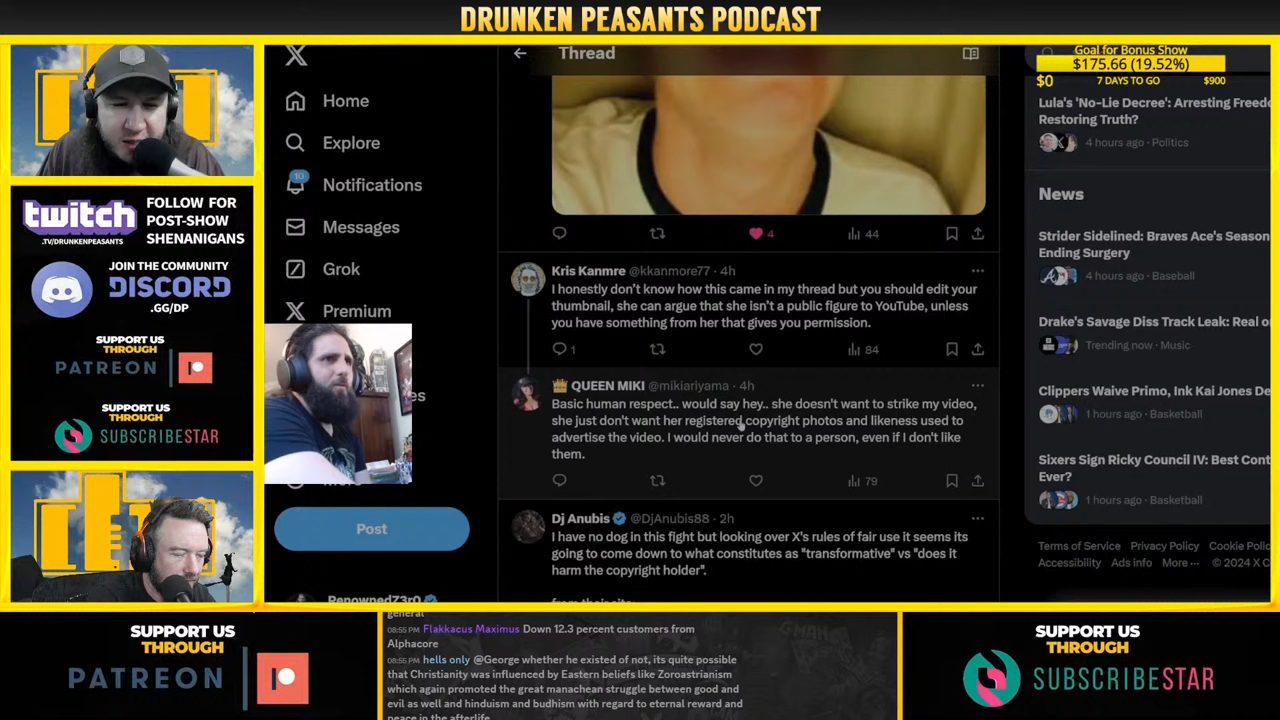 DRUNKEN PEASANTS PODCAST
twitch
.TV/DRUNKENPEASANTS
FOLLOW FOR
POST-SHOW
SHENANIGANS
JOIN THE COMMUNITY
DISCORD
.GG/DP
SUPPORT US
THROUGH
PATREON
SUPPORT US
THROUGH
SUBSCRIBESTAR
Home
Explore
10
Notifications
Messages
Grok
Premium
Post
RenownedZ3r0
Thread
4
44
Kris Kanmre @kkanmore77 · 4h
I honestly don't know how this came in my thread but you should edit your
thumbnail, she can argue that she isn't a public figure to YouTube, unless
you have something from her that gives you permission.
1
84
QUEEN MIKI @mikiariyama · 4h
Basic human respect.. would say hey.. she doesn't want to strike my video,
she just don't want her registered copyright photos and likeness used to
advertise the video. I would never do that to a person, even if I don't like
them.
79
Dj Anubis @DjAnubis88 · 2h
I have no dog in this fight but looking over X's rules of fair use it seems its
going to come down to what constitutes as "transformative" vs "does it
harm the copyright holder".
from their site
Goal for Bonus Show
$175.66 (19.52%)
$0
7 DAYS TO GO
$900
Lula's 'No-Lie Decree': Arresting Freedo
Restoring Truth?
4 hours ago · Politics
News
Strider Sidelined: Braves Ace's Season
Ending Surgery
4 hours ago · Baseball
Drake's Savage Diss Track Leak: Real o
Trending now · Music
Clippers Waive Primo, Ink Kai Jones De
1 hours ago · Basketball
Sixers Sign Ricky Council IV: Best Cont
Ever?
1 hours ago · Basketball
Terms of Service Privacy Policy Cookie Polic
Accessibility Ads info More ··· © 2024 X C
SUPPORT US
THROUGH
PATREON
general
08:55 PM Flakkacus Maximus Down 12.3 percent customers from
Alphacore
08:55 PM hells only @George whether he existed of not, its quite possible
that Christianity was influenced by Eastern beliefs like Zoroastrianism
which again promoted the great manachean struggle between good and
evil as well and hinduism and budhism with regard to eternal reward and
peace in the afterlife
SUPPORT US
THROUGH
SUBSCRIBESTAR